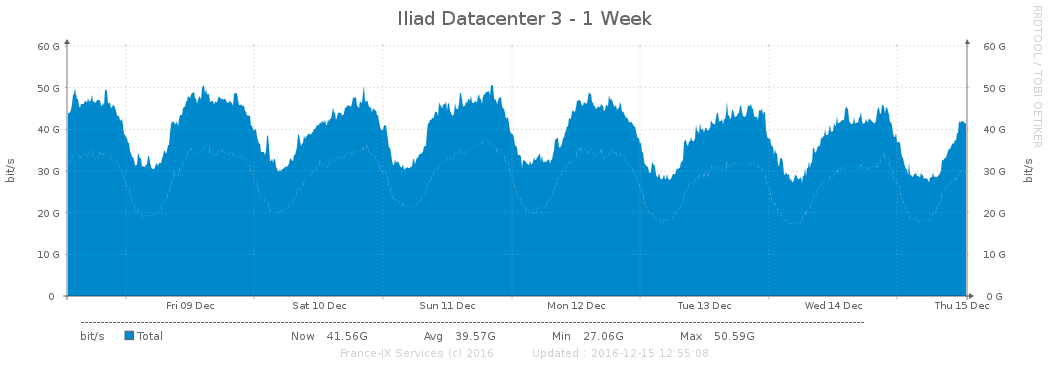 Iliad Datacenter 3 - 1 Week
RRDTOOL / TOBI OETIKER
60 G 60 G
50 G 50 G
40 G 40 G
30 G 30 G
20 G 20 G
10 G 10 G
0 0 G
bit/s bit/s
Fri 09 Dec Sat 10 Dec Sun 11 Dec Mon 12 Dec Tue 13 Dec Wed 14 Dec Thu 15 Dec
bit/s Total Now 41.56G Avg 39.57G Min 27.06G Max 50.59G
France-IX Services (c) 2016 Updated : 2016-12-15 12:55:08